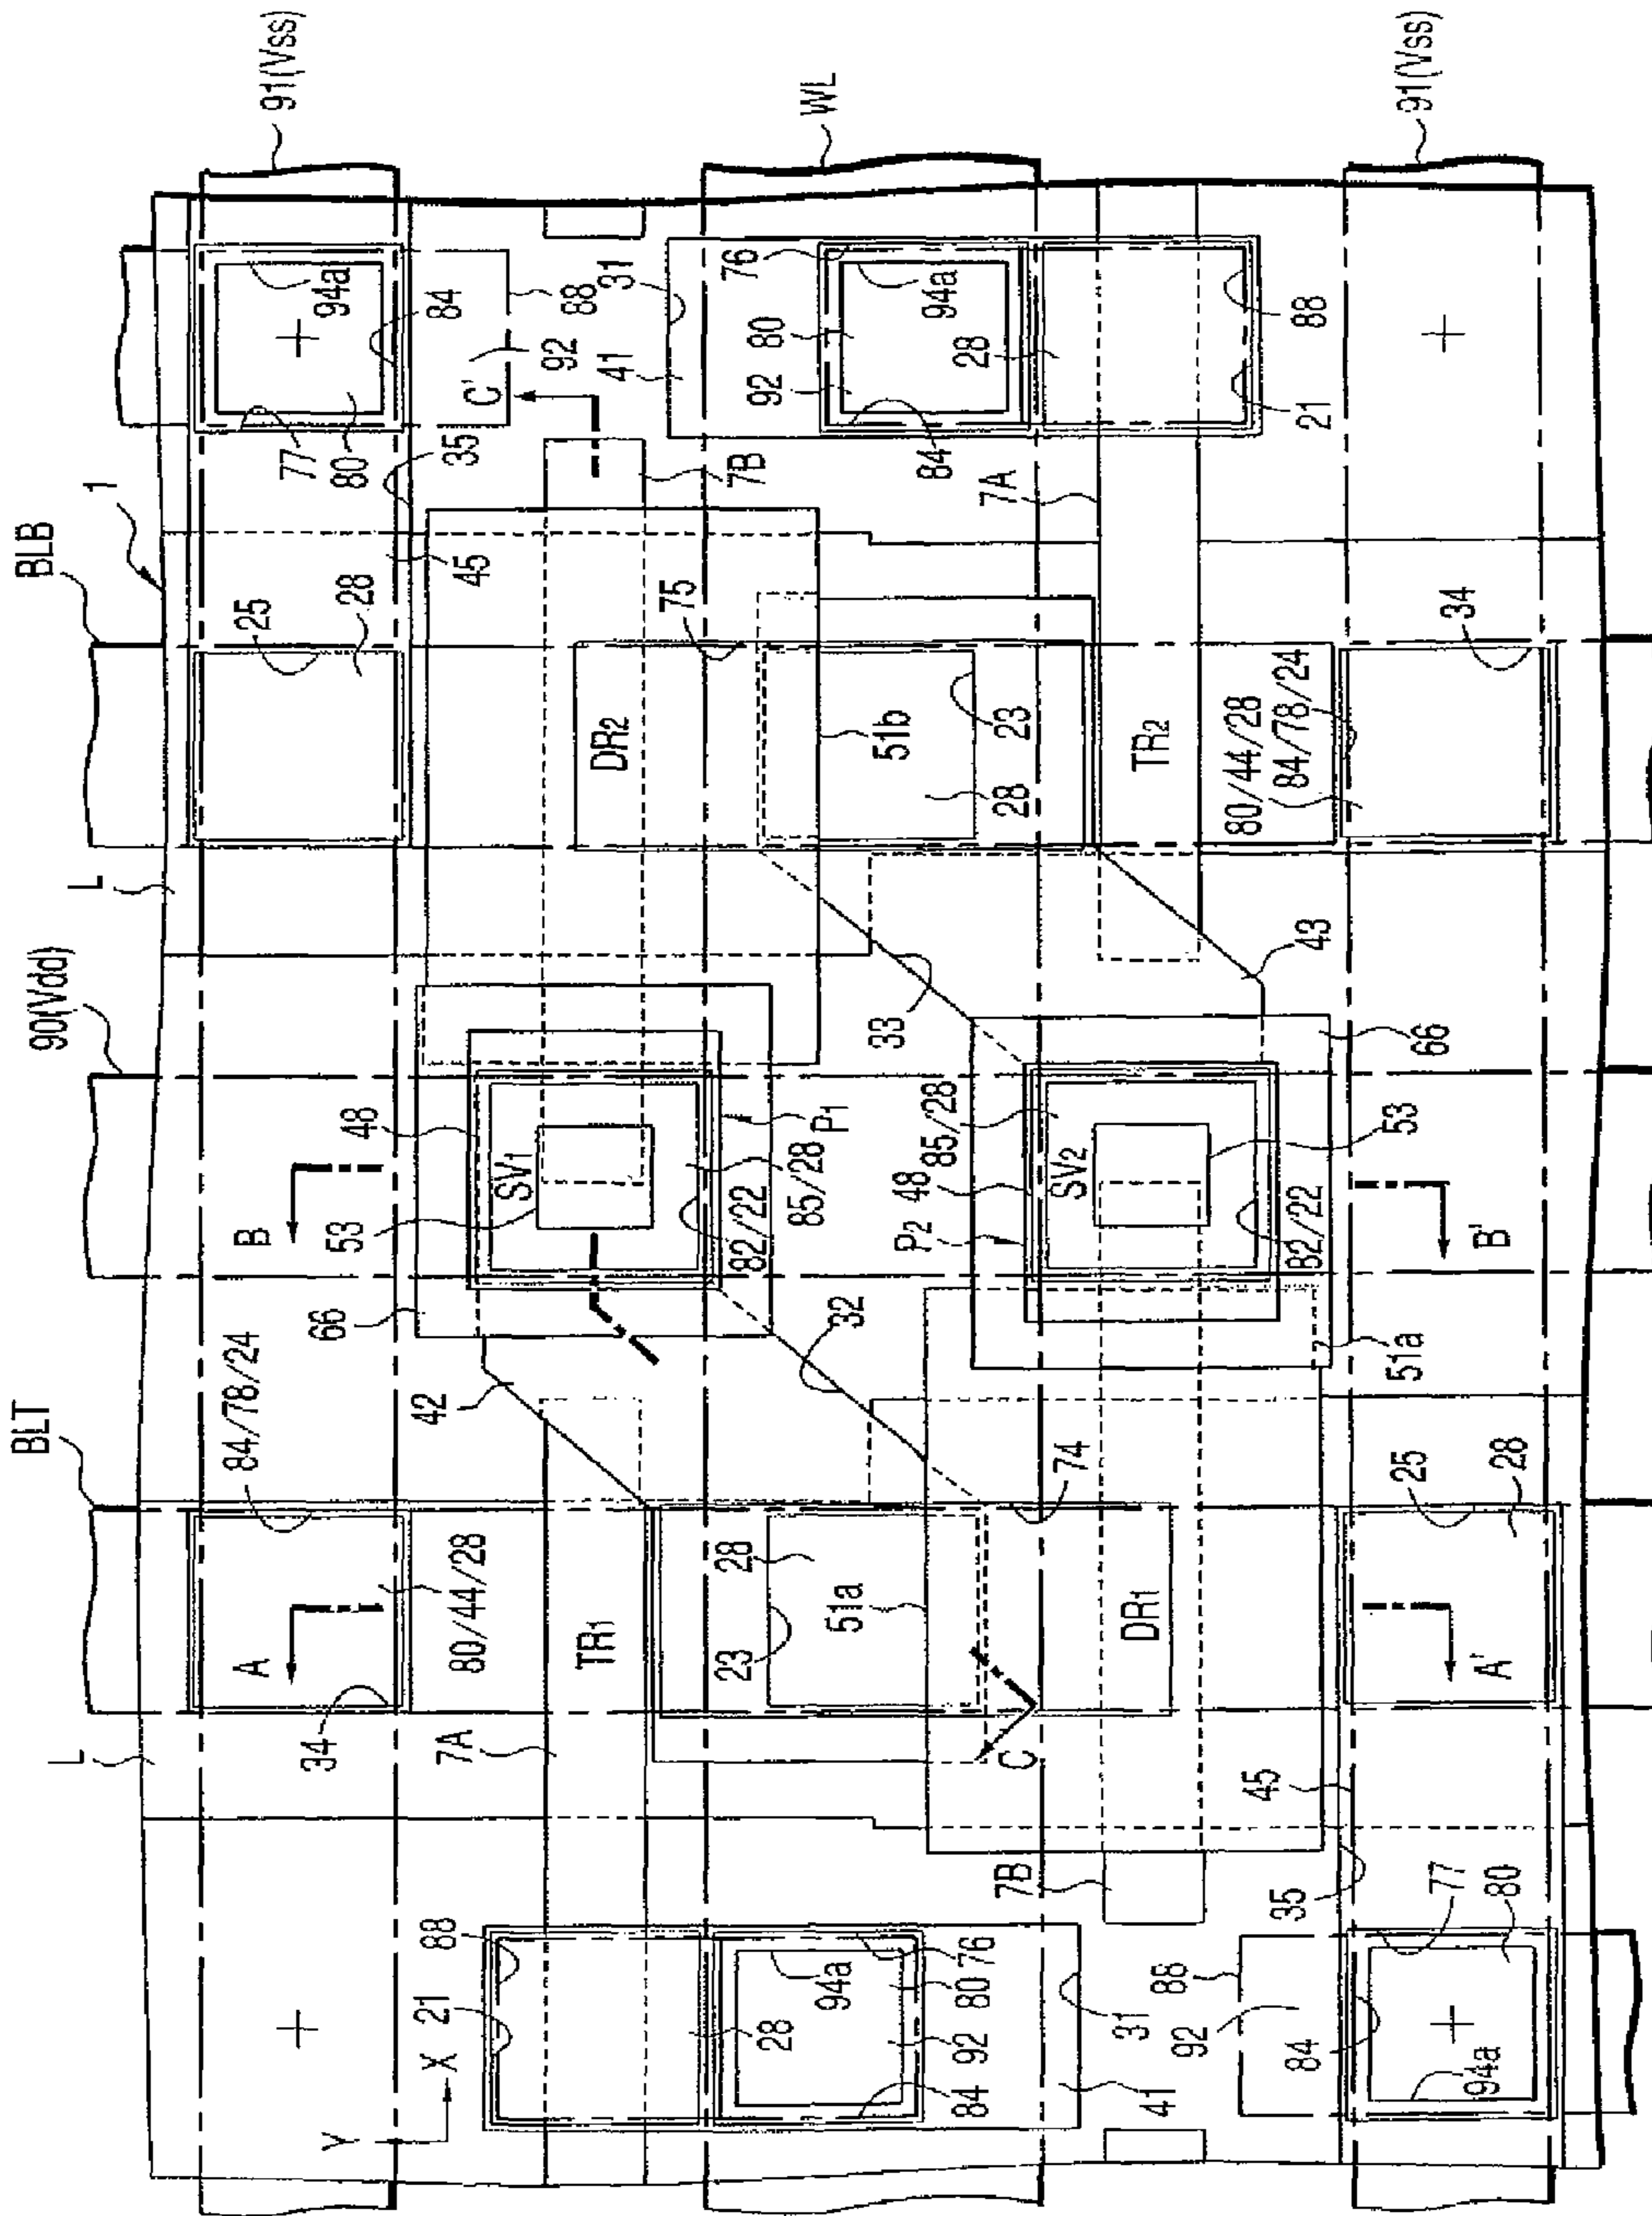 BLT
90(Vdd)
BLB
L
L
1
A
84/78/24
B
25
91(Vss)
34
66
53
48
28
77
80
94a
Y
X
21
88
7A
80/44/28
42
45
35
84
92
C'
88
SV1
TR1
DR2
31
41
75
7B
28
23
28
32
82/22
85/28
P1
76
80
92
94a
94a
76
84
92
80
51a
51b
33
23
28
84
28
WL
7B
C
74
P2
48
85/28
SV2
7A
41
31
DR1
TR2
21
88
92
88
35
45
82/22
53
43
80/44/28
84/78/24
84
77
51a
25
66
34
91(Vss)
94a
80
A'
28
B'